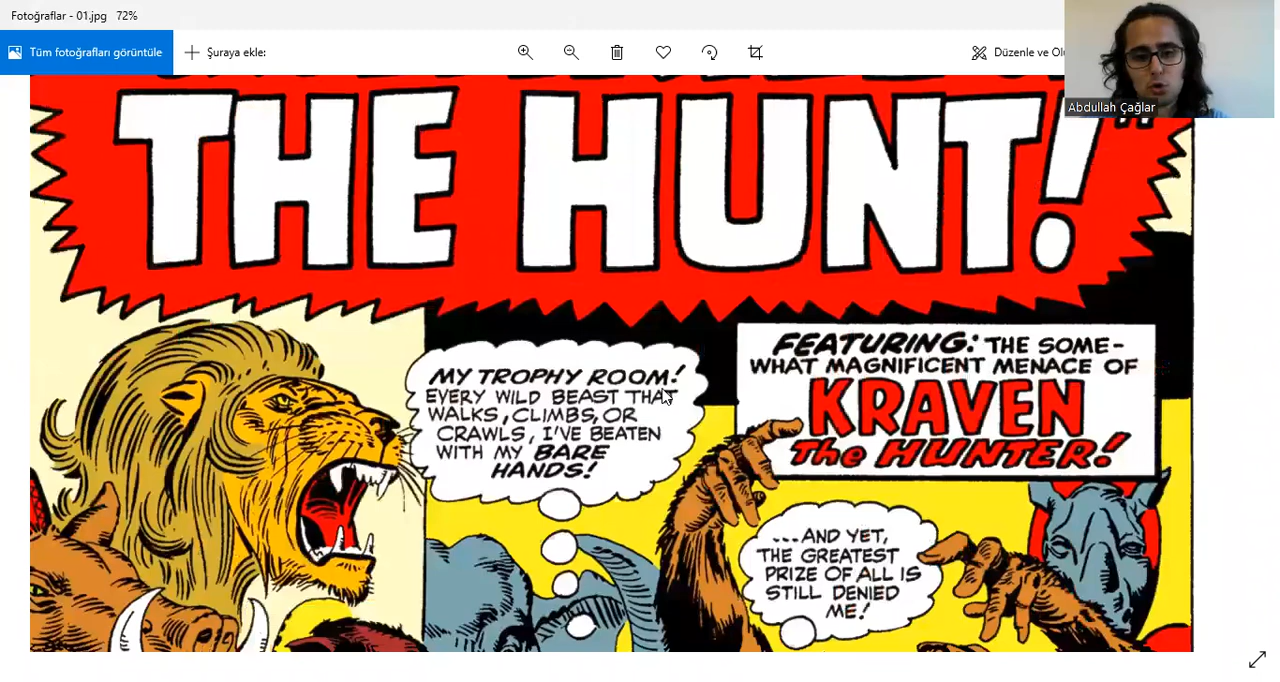 Fotoğraflar - 01.jpg 72%
Tüm fotoğrafları görüntüle
Şuraya ekle:
Düzenle ve Ol
Abdullah Çağlar
THE HUNT!"
MY TROPHY ROOM!
EVERY WILD BEAST THAT
WALKS, CLIMBS, OR
CRAWLS, I'VE BEATEN
WITH MY BARE
HANDS!
FEATURING: THE SOME-
WHAT MAGNIFICENT MENACE OF
KRAVEN
The HUNTER!
...AND YET,
THE GREATEST
PRIZE OF ALL IS
STILL DENIED
ME!